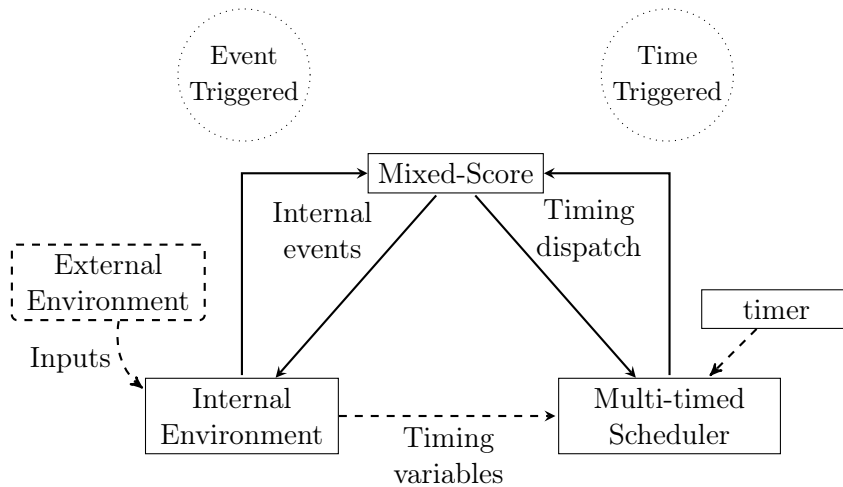 Event
Triggered
Time
Triggered
Mixed-Score
Internal
events
Timing
dispatch
External
Environment
timer
Inputs
Internal
Environment
Multi-timed
Scheduler
Timing
variables